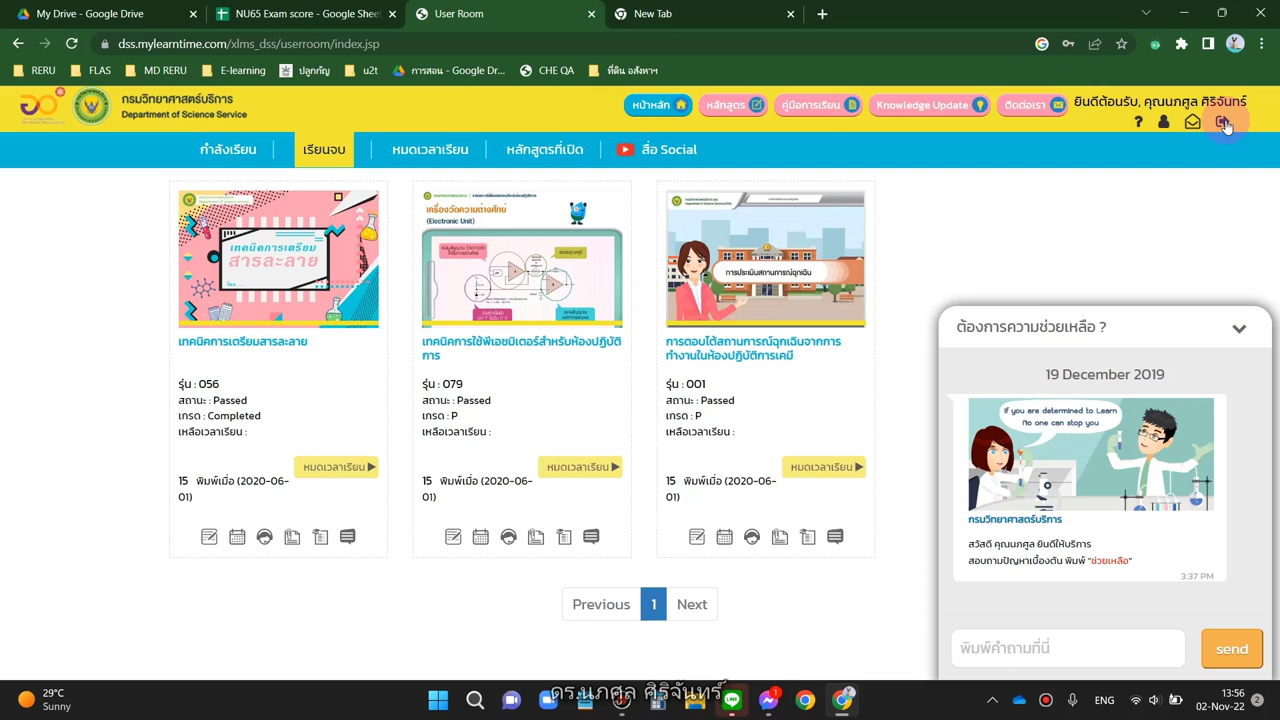 My Drive - Google Drive
NU65 Exam score - Google Sheet
User Room
New Tab
dss.mylearntime.com/xlms_dss/userroom/index.jsp
RERU
FLAS
MD RERU
E-learning
ปลูกกัญ
u2t
การสอน - Google Dr...
CHE QA
ที่ดิน อสังหาฯ
กรมวิทยาศาสตร์บริการ
Department of Science Service
หน้าหลัก
หลักสูตร
คู่มือการเรียน
Knowledge Update
ติดต่อเรา
ยินดีต้อนรับ, คุณนภศูล ศิริจันทร์
กำลังเรียน
เรียนจบ
หมดเวลาเรียน
หลักสูตรที่เปิด
สื่อ Social
เทคนิคการเตรียม
สารละลาย
เครื่องวัดความต่างศักย์
(Electronic Unit)
การประเมินสถานการณ์ฉุกเฉิน
เทคนิคการเตรียมสารละลาย
เทคนิคการใช้พีเอชมิเตอร์สำหรับห้องปฏิบัติ
การ
การตอบโต้สถานการณ์ฉุกเฉินจากการ
ทำงานในห้องปฏิบัติการเคมี
รุ่น : 056
สถานะ : Passed
เกรด : Completed
เหลือเวลาเรียน :
หมดเวลาเรียน
15 พิมพ์เมื่อ (2020-06-
01)
รุ่น : 079
สถานะ : Passed
เกรด : P
เหลือเวลาเรียน :
หมดเวลาเรียน
15 พิมพ์เมื่อ (2020-06-
01)
รุ่น : 001
สถานะ : Passed
เกรด : P
เหลือเวลาเรียน :
หมดเวลาเรียน
15 พิมพ์เมื่อ (2020-06-
01)
Previous
1
Next
ต้องการความช่วยเหลือ ?
19 December 2019
If you are determined to Learn
No one can stop you
กรมวิทยาศาสตร์บริการ
สวัสดี คุณนภศูล ยินดีให้บริการ
สอบถามปัญหาเบื้องต้น พิมพ์ "ช่วยเหลือ"
3:37 PM
พิมพ์คำถามที่นี่
send
29°C
Sunny
ดร.นภศูล ศิริจันทร์
1
ENG
13:56
02-Nov-22
2